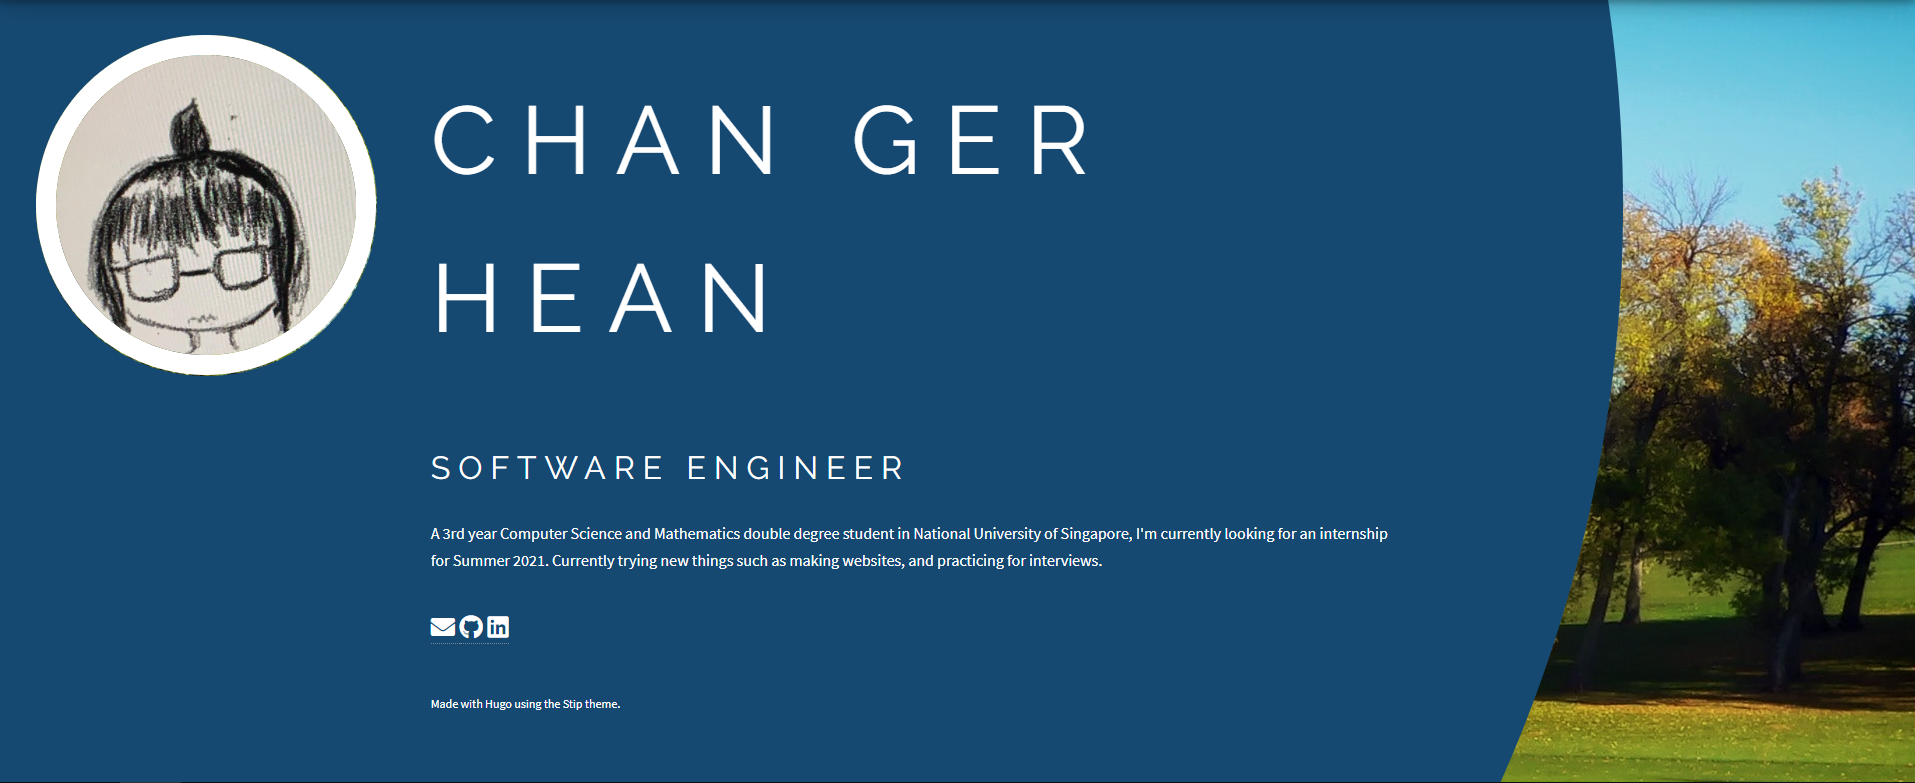 CHAN GER
HEAN
SOFTWARE ENGINEER
A 3rd year Computer Science and Mathematics double degree student in National University of Singapore, I'm currently looking for an internship
for Summer 2021. Currently trying new things such as making websites, and practicing for interviews.
in
Made with Hugo using the Stip theme.